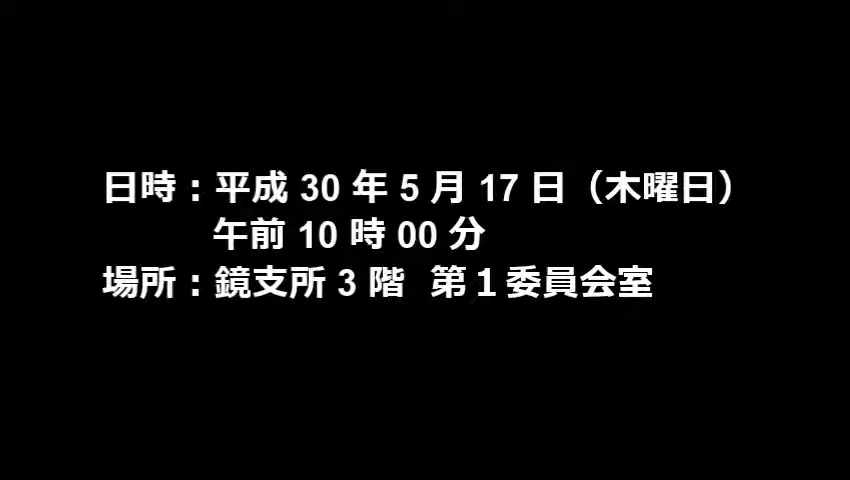 日時：平成 30 年 5 月 17 日（木曜日）
午前 10 時 00 分
場所：鏡支所 3 階　第１委員会室